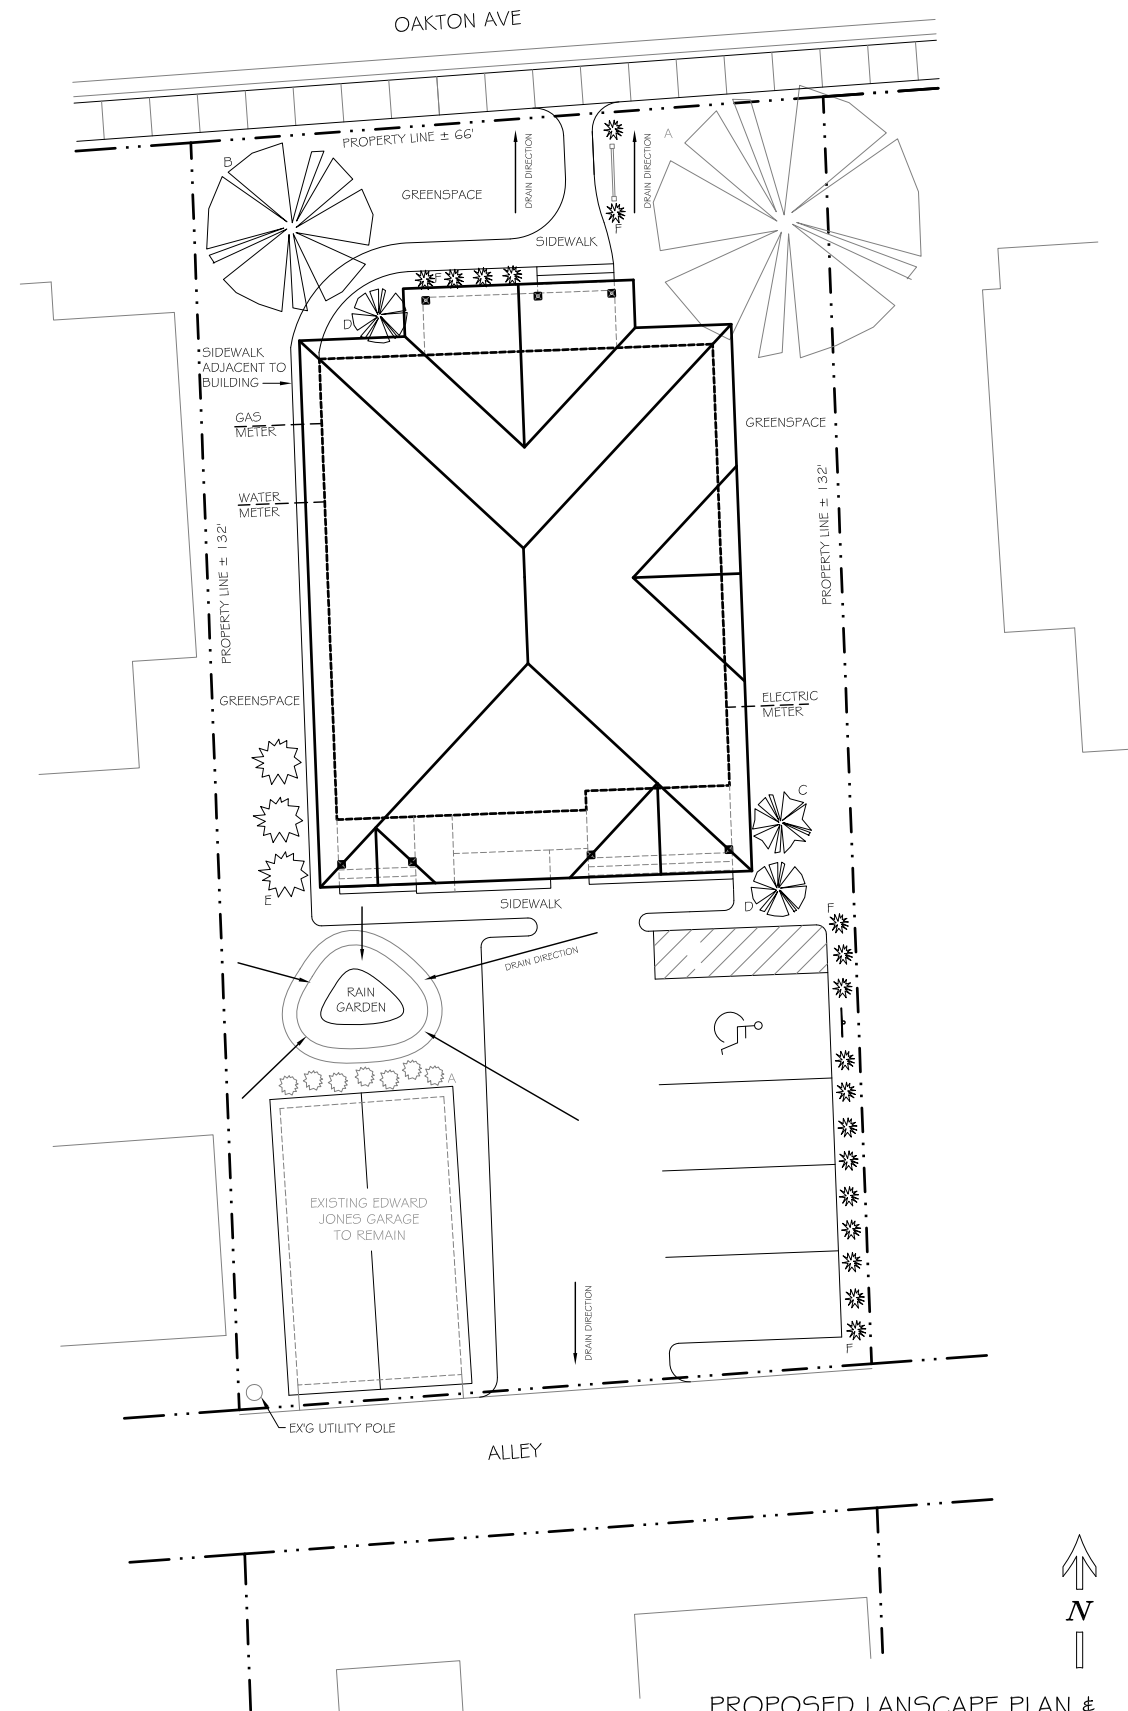 OAKTON AVE
PROPERTY LINE ± 66'
DRAIN DIRECTION
DRAIN DIRECTION
A
B
GREENSPACE
F
SIDEWALK
F
D
SIDEWALK
ADJACENT TO
BUILDING
GAS
METER
GREENSPACE
WATER
METER
PROPERTY LINE ± 132'
PROPERTY LINE ± 132'
GREENSPACE
ELECTRIC
METER
C
E
SIDEWALK
D
F
DRAIN DIRECTION
RAIN
GARDEN
A
EXISTING EDWARD
JONES GARAGE
TO REMAIN
DRAIN DIRECTION
F
EX'G UTILITY POLE
ALLEY
N
PROPOSED LANSCAPE PLAN &